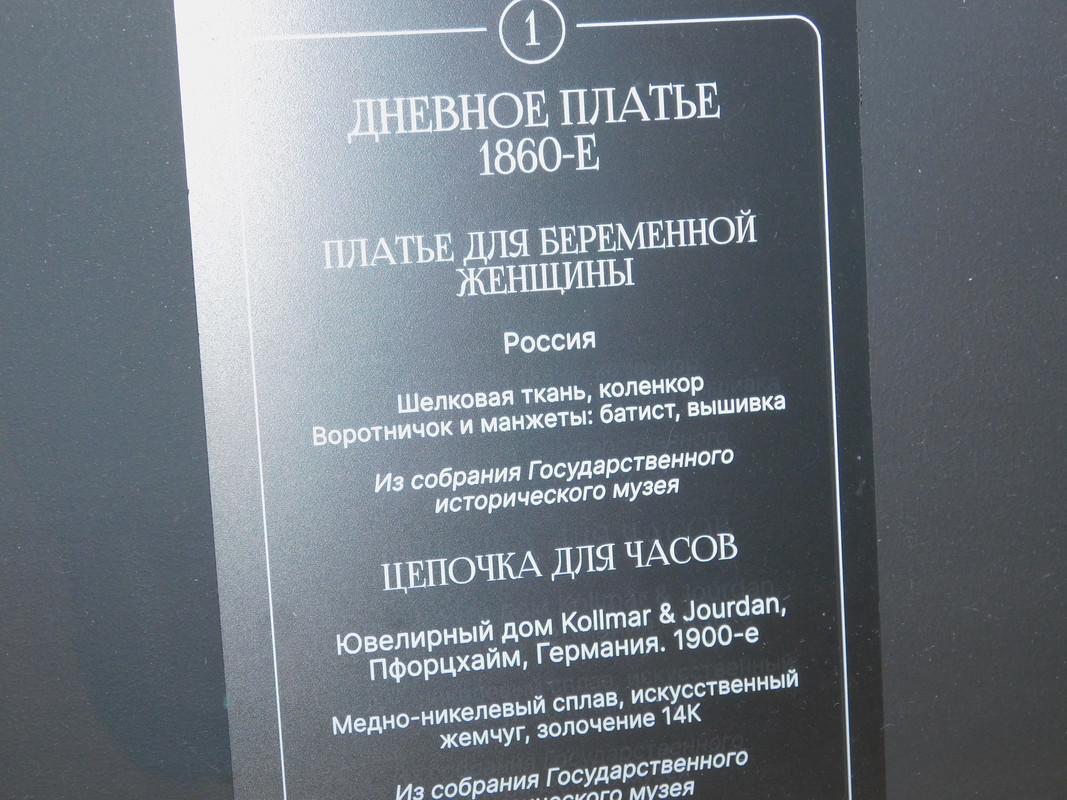 1
ДНЕВНОЕ ПЛАТЬЕ
1860-Е
ПЛАТЬЕ ДЛЯ БЕРЕМЕННОЙ
ЖЕНЩИНЫ
Россия
Шелковая ткань, коленкор
Воротничок и манжеты: батист, вышивка
Из собрания Государственного
исторического музея
ЦЕПОЧКА ДЛЯ ЧАСОВ
Ювелирный дом Kollmar & Jourdan,
Пфорцхайм, Германия. 1900-е
Медно-никелевый сплав, искусственный
жемчуг, золочение 14К
Из собрания Государственного
исторического музея